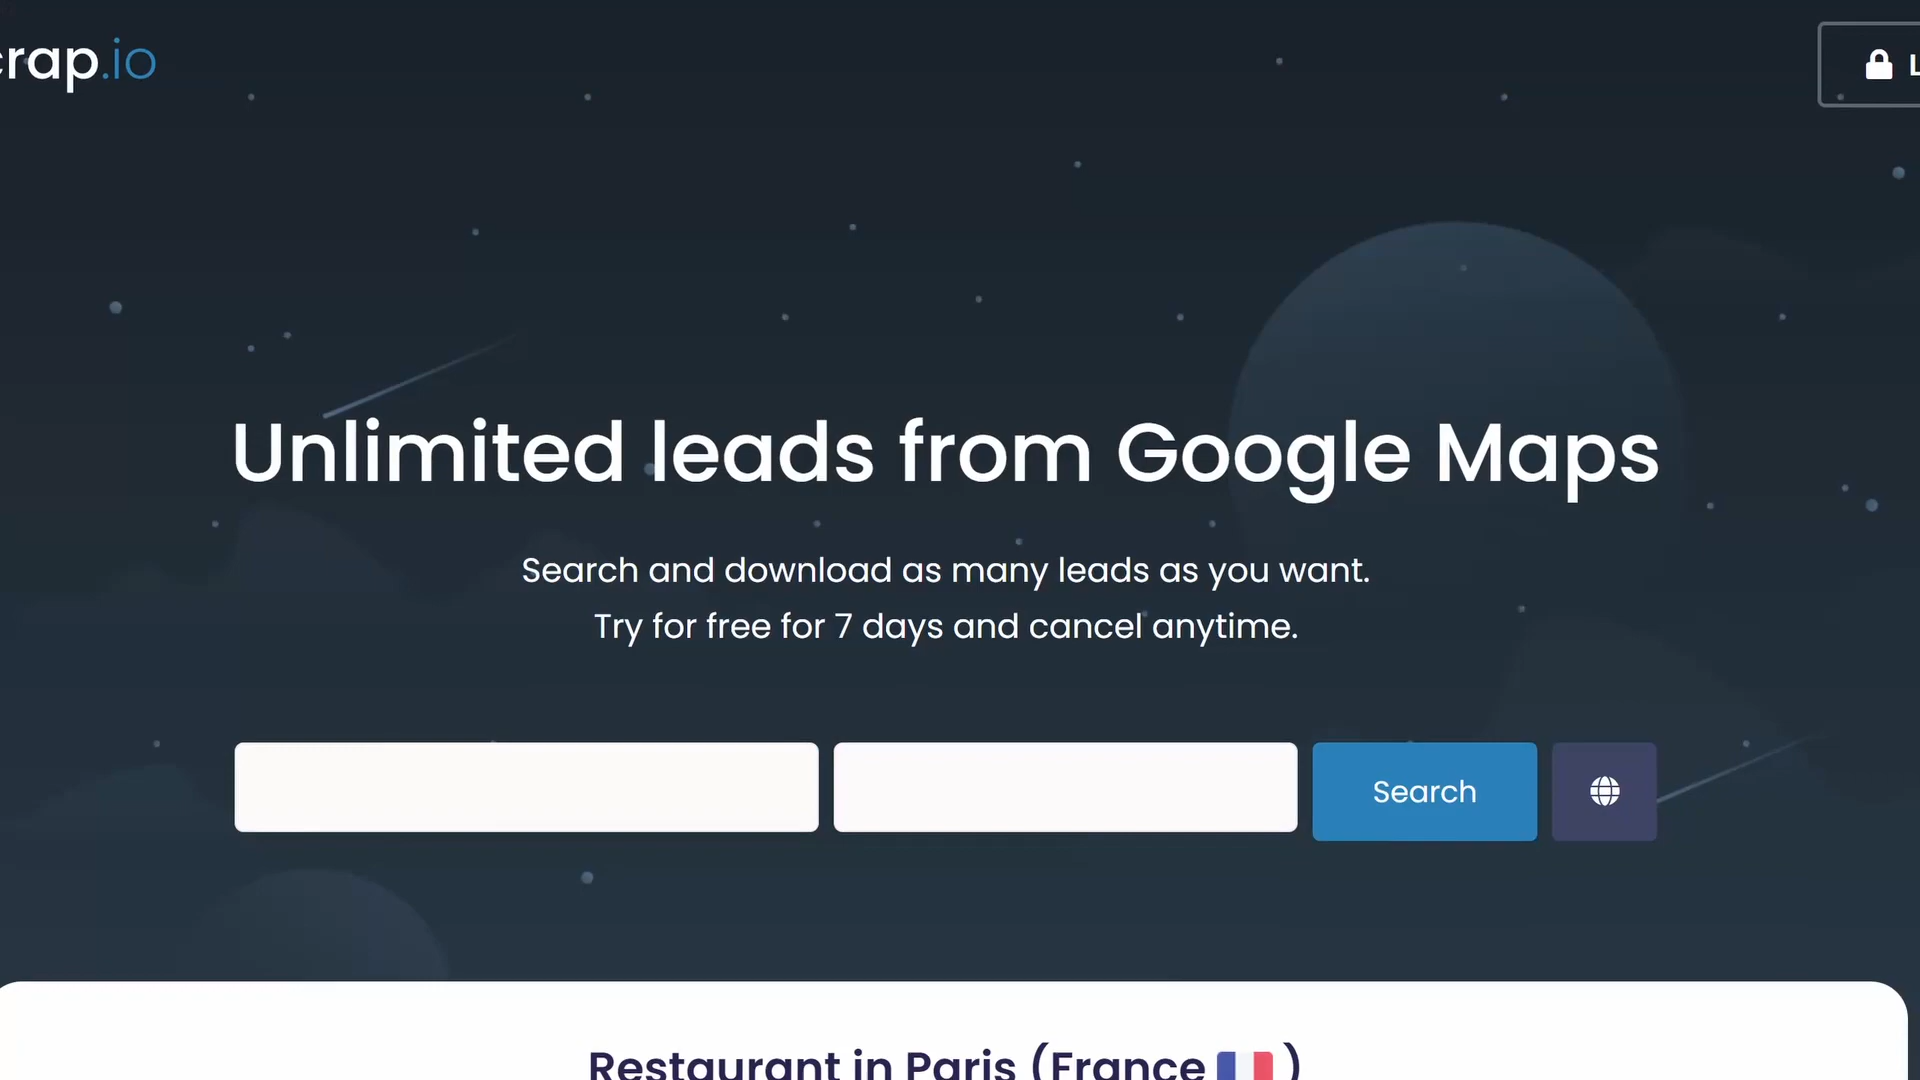 crap.io
L
Unlimited leads from Google Maps
Search and download as many leads as you want.
Try for free for 7 days and cancel anytime.
Search
Restaurant in Paris (France 🇫🇷 )